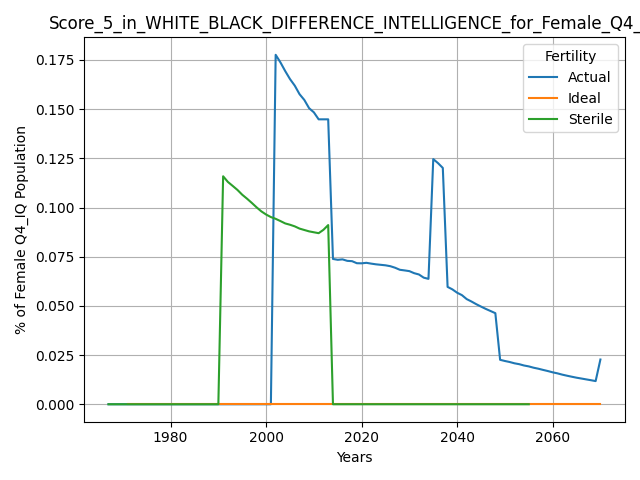 Score_5_in_WHITE_BLACK_DIFFERENCE_INTELLIGENCE_for_Female_Q4_
Fertility
Actual
Ideal
Sterile
% of Female Q4_IQ Population
0.175
0.150
0.125
0.100
0.075
0.050
0.025
0.000
1980 2000 2020 2040 2060
Years